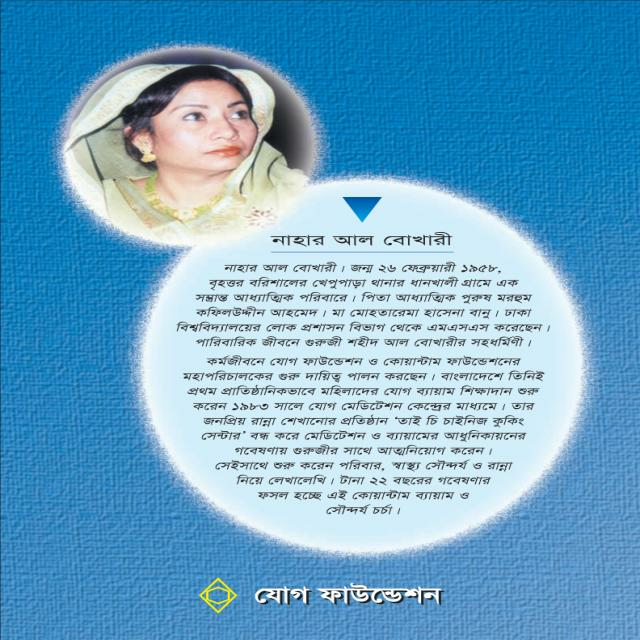 নাহার আল বোখারী
নাহার আল বোখারী। জন্ম ২৬ ফেব্রুয়ারী ১৯৫৮,
বৃহত্তর বরিশালের খেপুপাড়া থানার ধানখালী গ্রামে এক
সম্ভ্রান্ত আধ্যাত্মিক পরিবারে। পিতা আধ্যাত্মিক পুরুষ মরহুম
কফিলউদ্দীন আহমেদ। মা মোহতারেমা হাসেনা বানু। ঢাকা
বিশ্ববিদ্যালয়ের লোক প্রশাসন বিভাগ থেকে এমএসএস করেছেন।
পারিবারিক জীবনে গুরুজী শহীদ আল বোখারীর সহধর্মিণী।
কর্মজীবনে যোগ ফাউন্ডেশন ও কোয়ান্টাম ফাউন্ডেশনের
মহাপরিচালকের গুরু দায়িত্ব পালন করছেন। বাংলাদেশে তিনিই
প্রথম প্রাতিষ্ঠানিকভাবে মহিলাদের যোগ ব্যায়াম শিক্ষাদান শুরু
করেন ১৯৮৩ সালে যোগ মেডিটেশন কেন্দ্রের মাধ্যমে। তার
জনপ্রিয় রান্না শেখানোর প্রতিষ্ঠান ‘তাই চি চাইনিজ কুকিং
সেন্টার’ বন্ধ করে মেডিটেশন ও ব্যায়ামের আধুনিকায়নের
গবেষণায় গুরুজীর সাথে আত্মনিয়োগ করেন।
সেইসাথে শুরু করেন পরিবার, স্বাস্থ্য সৌন্দর্য ও রান্না
নিয়ে লেখালেখি। টানা ২২ বছরের গবেষণার
ফসল হচ্ছে এই কোয়ান্টাম ব্যায়াম ও
সৌন্দর্য চর্চা।
যোগ ফাউন্ডেশন